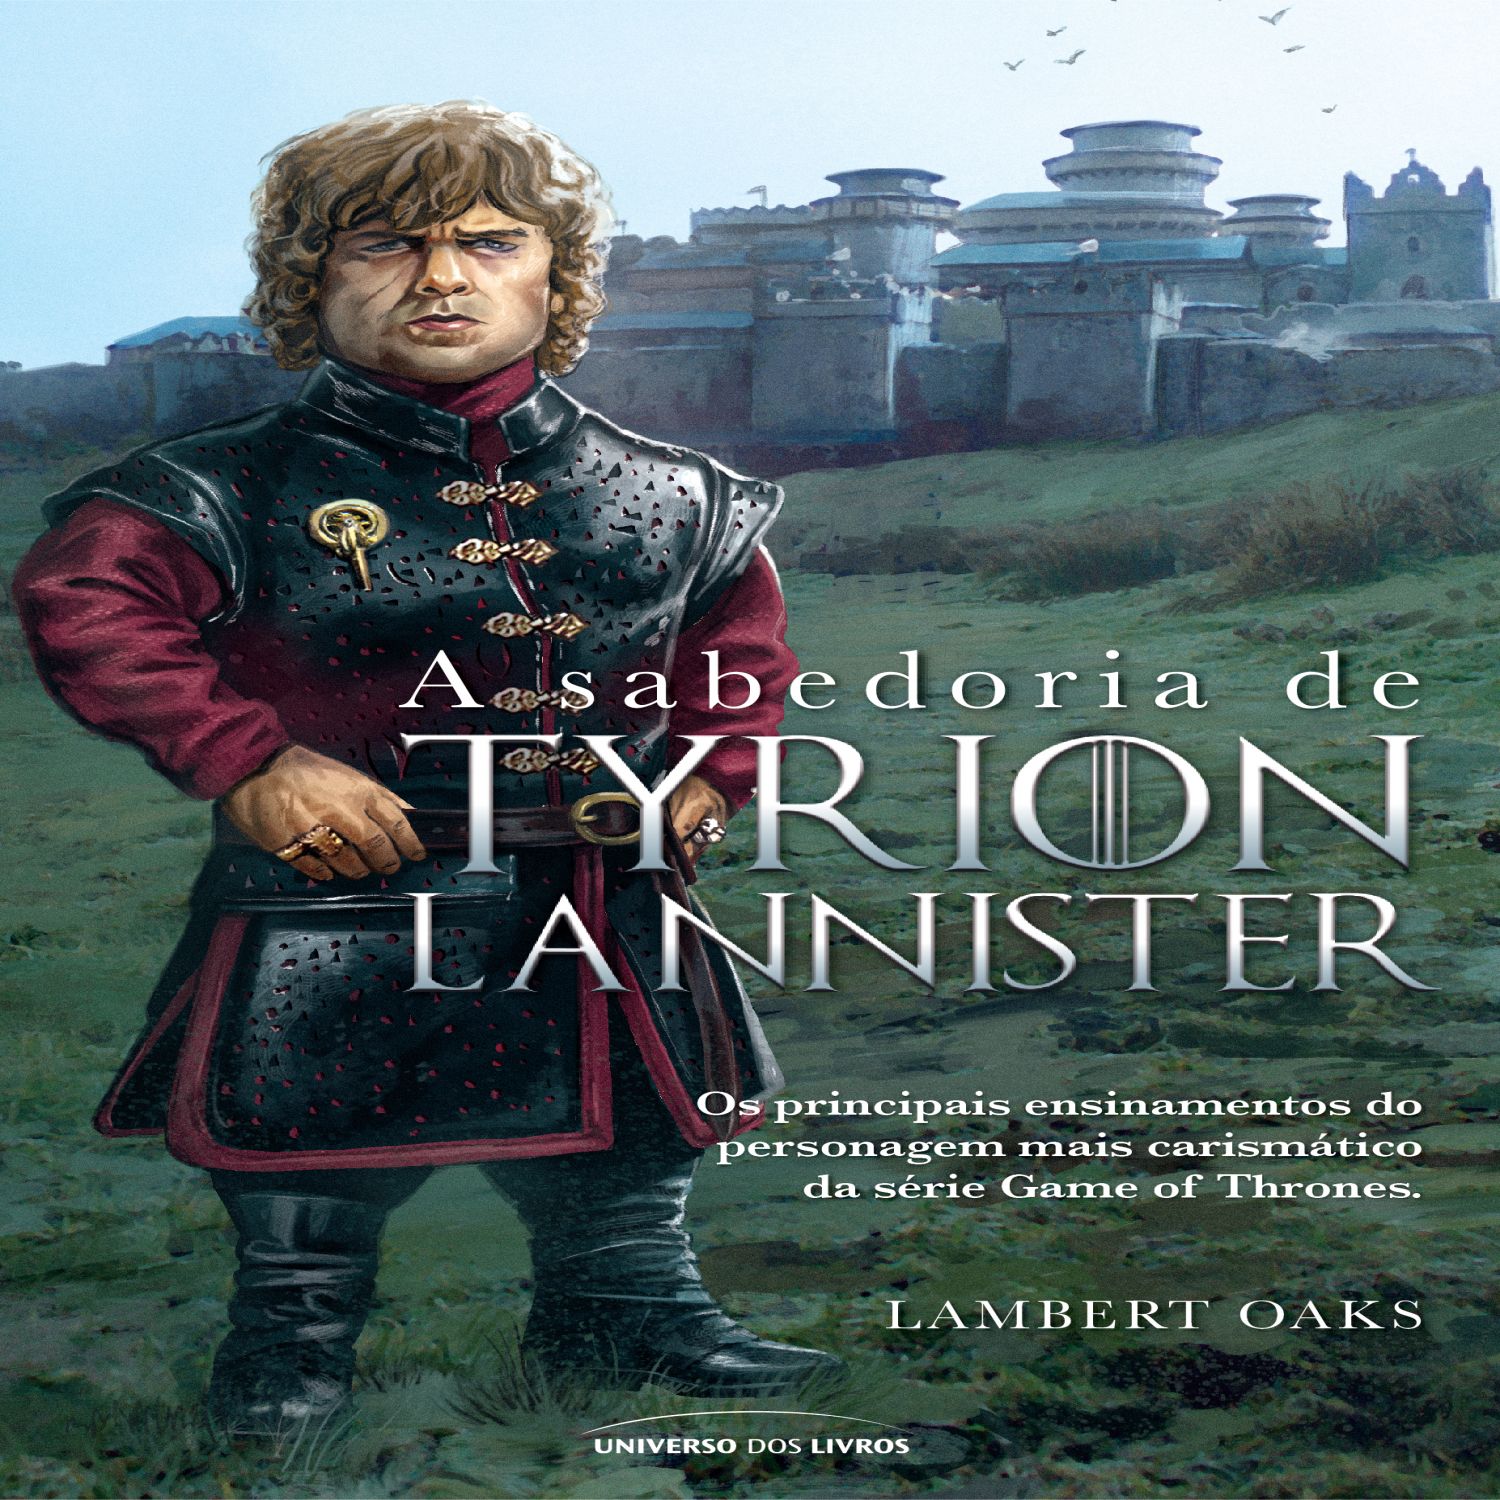 A sabedoria de
TYRION
LANNISTER
Os principais ensinamentos do
personagem mais carismático
da série Game of Thrones.
LAMBERT OAKS
UNIVERSO DOS LIVROS